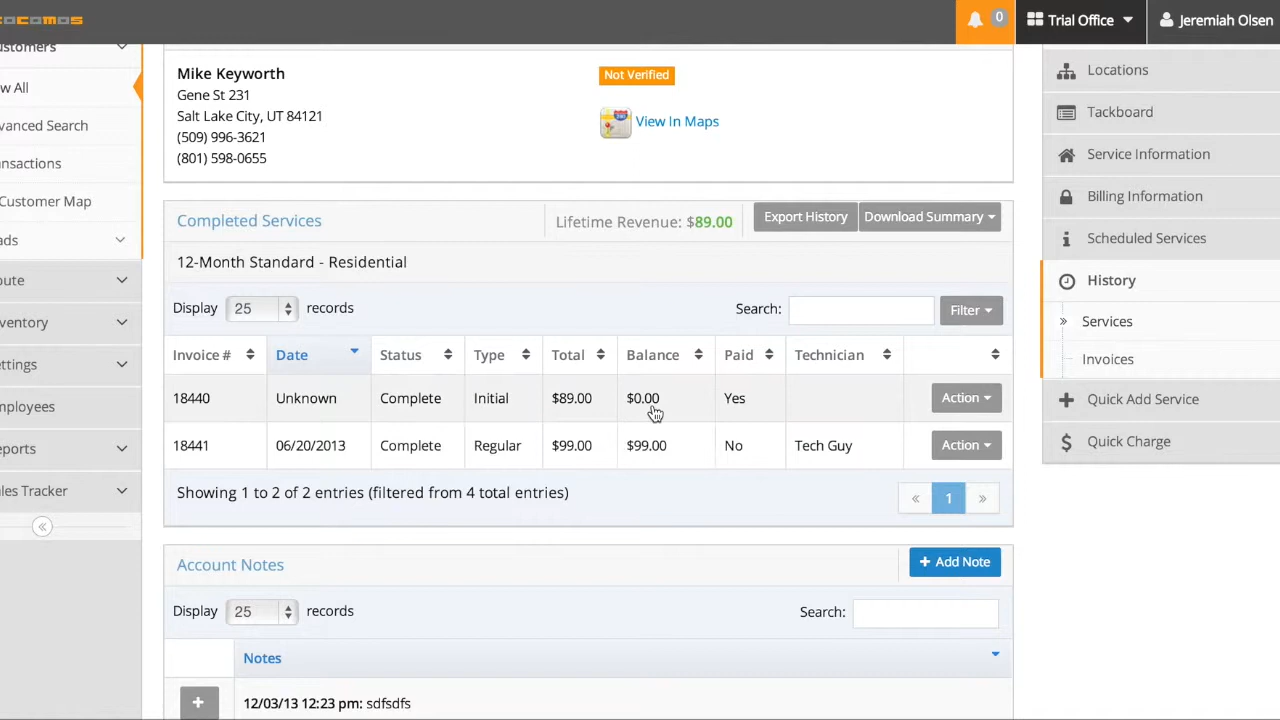 0
Trial Office
Jeremiah Olsen
View In Maps
Mike Keyworth
Not Verified
Gene St 231
Salt Lake City, UT 84121
(509) 996-3621
(801) 598-0655
Customer Map
Completed Services
Lifetime Revenue: $89.00
Export History
Download Summary
12-Month Standard - Residential
Display 25 records
Search:
Filter
Invoice # Date Status Type Total Balance Paid Technician
18440 Unknown Complete Initial $89.00 $0.00 Yes Action
18441 06/20/2013 Complete Regular $99.00 $99.00 No Tech Guy Action
Showing 1 to 2 of 2 entries (filtered from 4 total entries)
« 1 »
Account Notes
+ Add Note
Display 25 records
Search:
Notes
+ 12/03/13 12:23 pm: sdfsdfs
Locations
Tackboard
Service Information
Billing Information
Scheduled Services
History
» Services
Invoices
Quick Add Service
Quick Charge
ustomers
w All
vanced Search
nsactions
ads
ute
ventory
ttings
mployees
eports
les Tracker
«